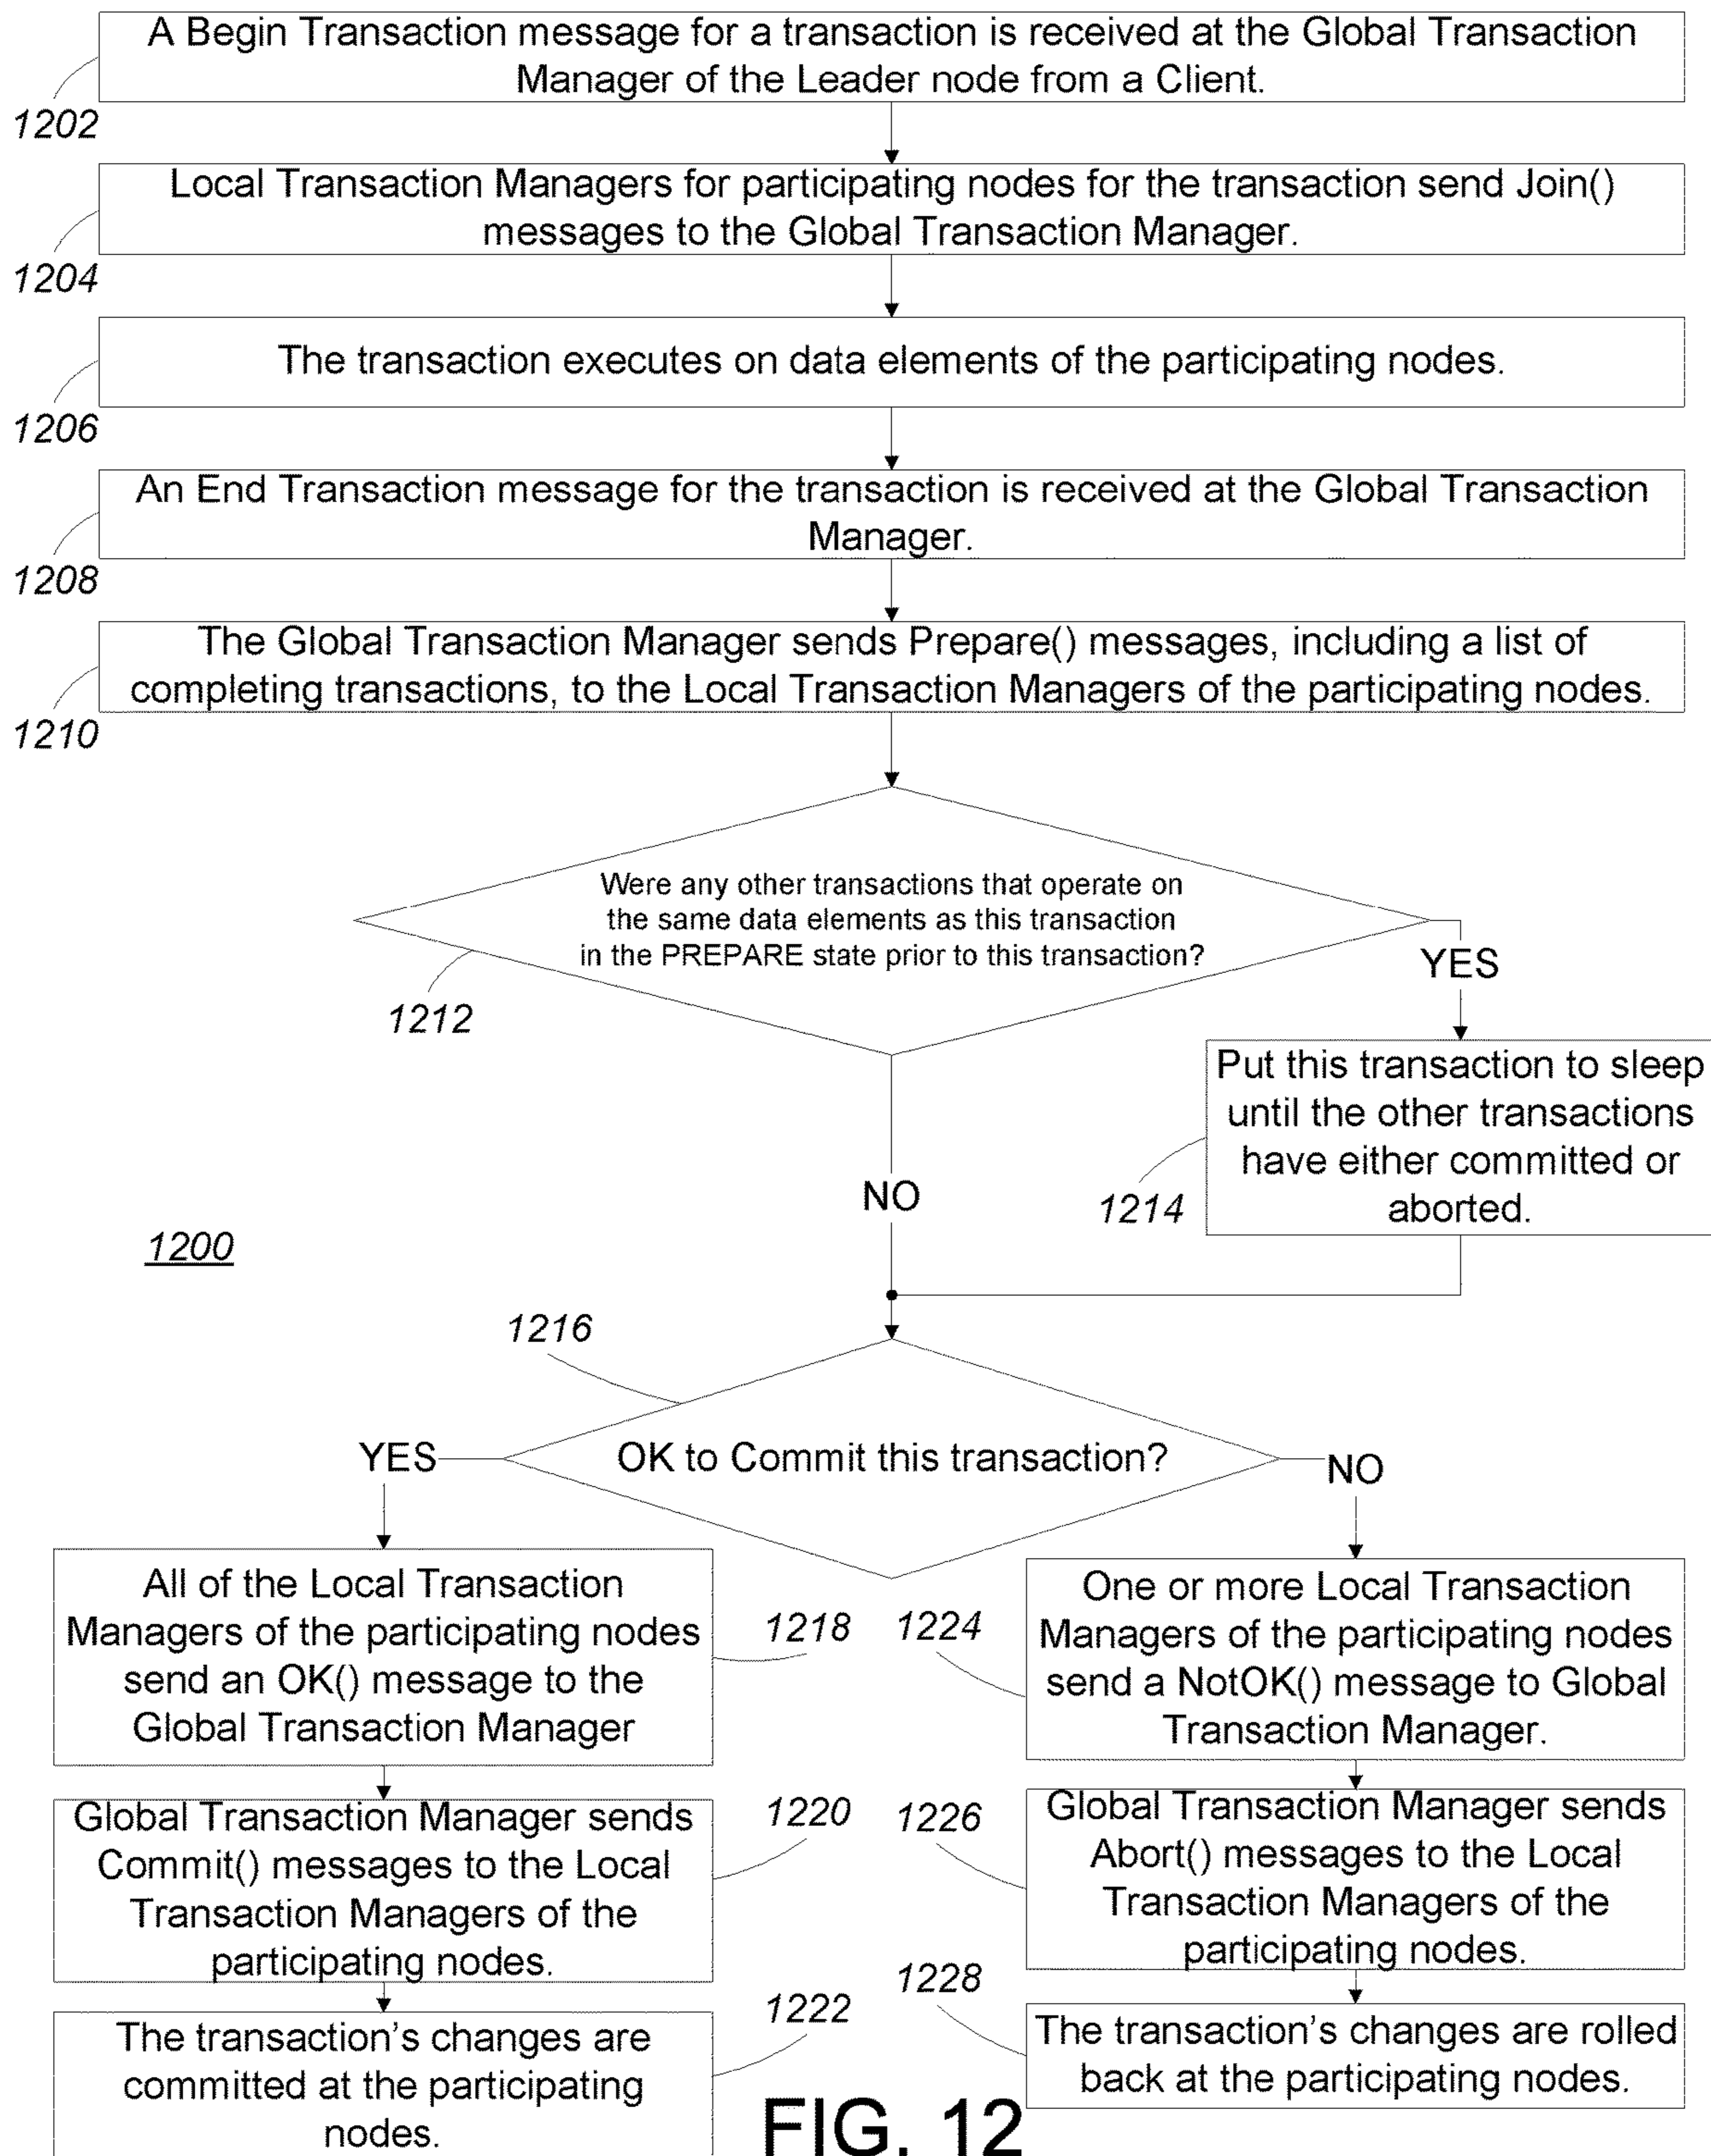 A Begin Transaction message for a transaction is received at the Global Transaction
Manager of the Leader node from a Client.
1202
Local Transaction Managers for participating nodes for the transaction send Join()
messages to the Global Transaction Manager.
1204
The transaction executes on data elements of the participating nodes.
1206
An End Transaction message for the transaction is received at the Global Transaction
Manager.
1208
The Global Transaction Manager sends Prepare() messages, including a list of
completing transactions, to the Local Transaction Managers of the participating nodes.
1210
Were any other transactions that operate on
the same data elements as this transaction
in the PREPARE state prior to this transaction?
YES
1212
Put this transaction to sleep
until the other transactions
have either committed or
aborted.
1214
NO
1200
1216
OK to Commit this transaction?
YES
NO
All of the Local Transaction
Managers of the participating nodes
send an OK() message to the
Global Transaction Manager
1218
1224
One or more Local Transaction
Managers of the participating nodes
send a NotOK() message to Global
Transaction Manager.
Global Transaction Manager sends
Commit() messages to the Local
Transaction Managers of the
participating nodes.
1220
1226
Global Transaction Manager sends
Abort() messages to the Local
Transaction Managers of the
participating nodes.
The transaction's changes are
committed at the participating
nodes.
1222
1228
The transaction's changes are rolled
back at the participating nodes.
FIG. 12